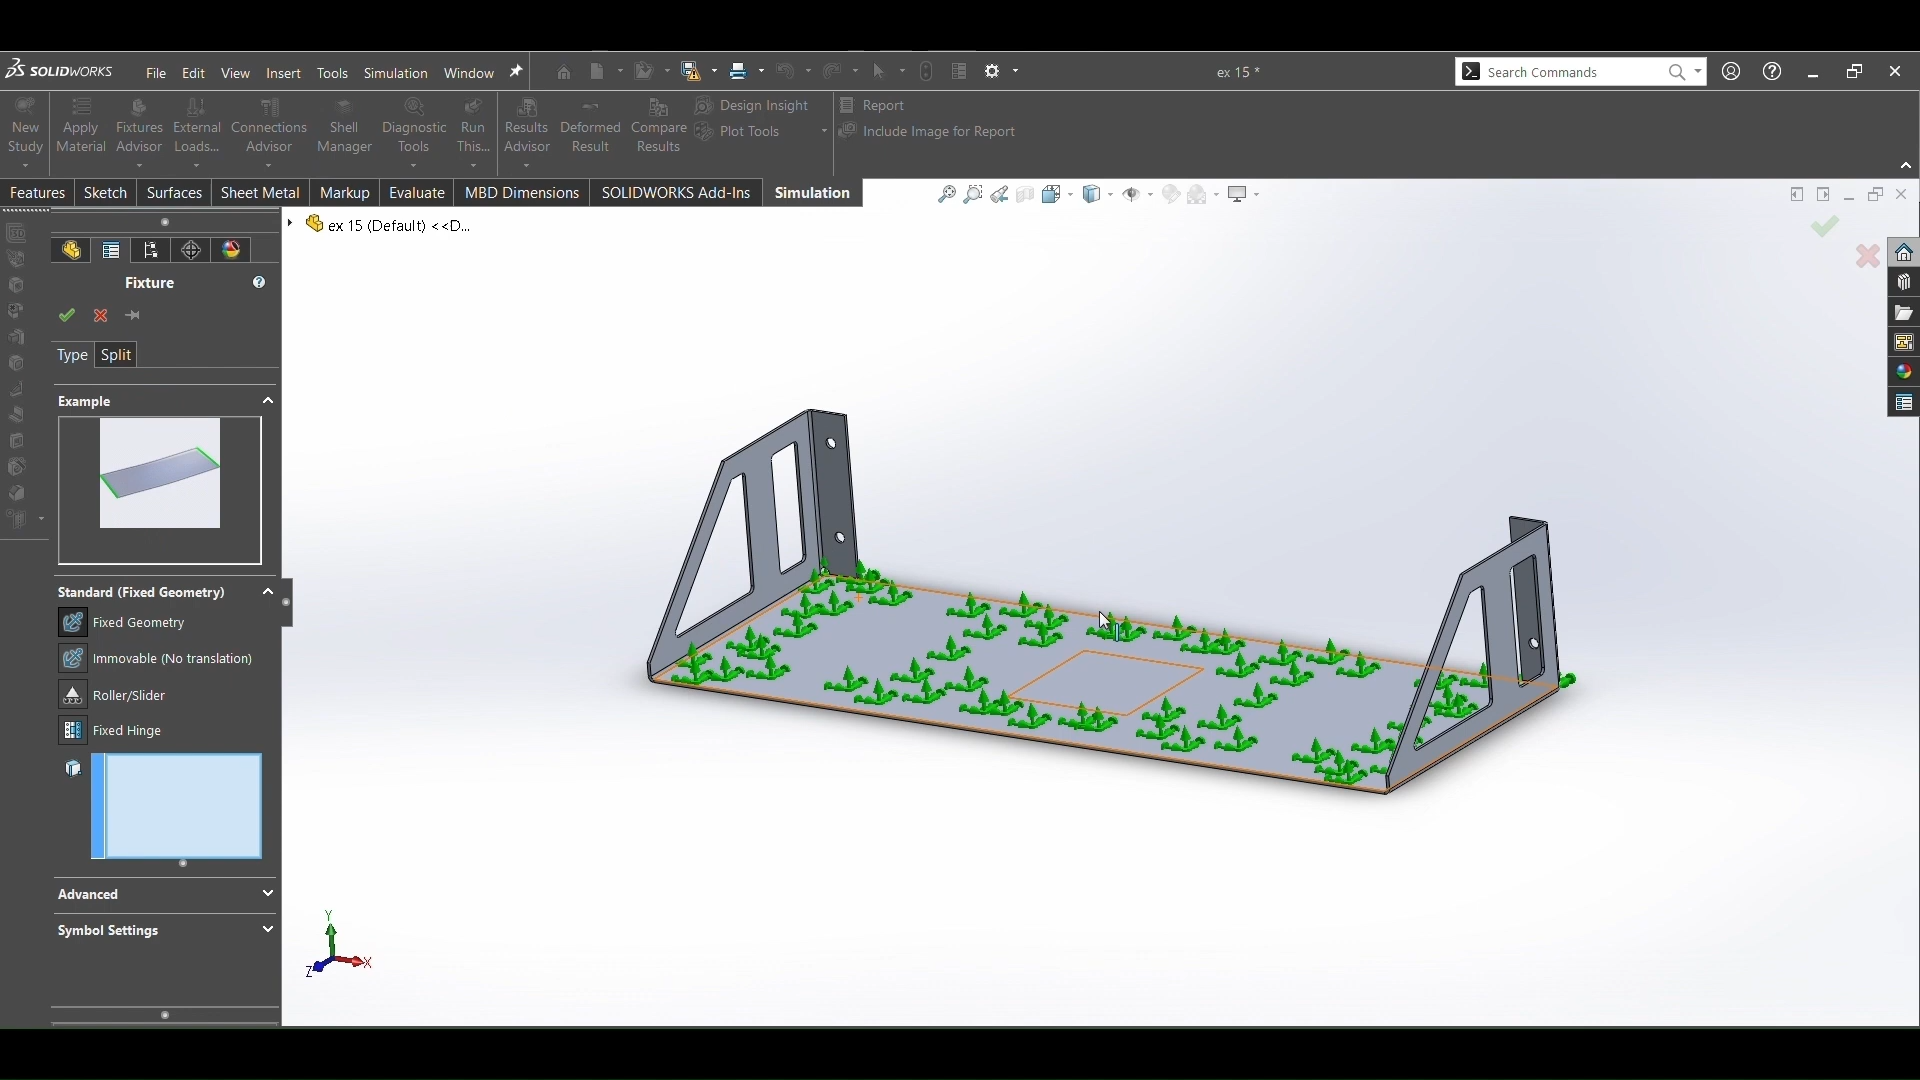 SOLIDWORKS File Edit View Insert Tools Simulation Window ex 15 * Search Commands
New Study
Apply Material
Fixtures Advisor
External Loads...
Connections Advisor
Shell Manager
Diagnostic Tools
Run This...
Results Advisor
Deformed Result
Compare Results
Design Insight
Plot Tools
Report
Include Image for Report
Features Sketch Surfaces Sheet Metal Markup Evaluate MBD Dimensions SOLIDWORKS Add-Ins Simulation
ex 15 (Default) <<D...
Fixture
Type Split
Example
Standard (Fixed Geometry)
Fixed Geometry
Immovable (No translation)
Roller/Slider
Fixed Hinge
Advanced
Symbol Settings
Y
X
Z